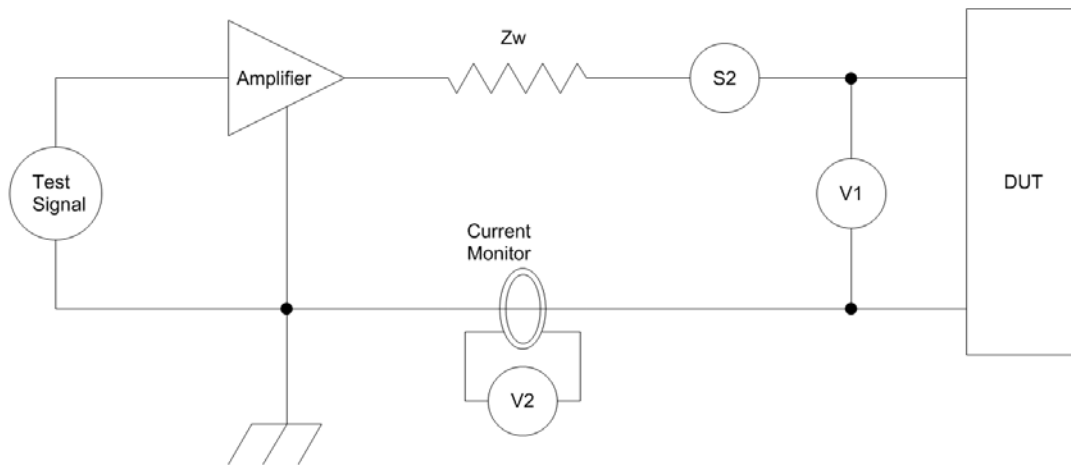 Zw
Amplifier
S2
Test
Signal
V1
DUT
Current
Monitor
V2